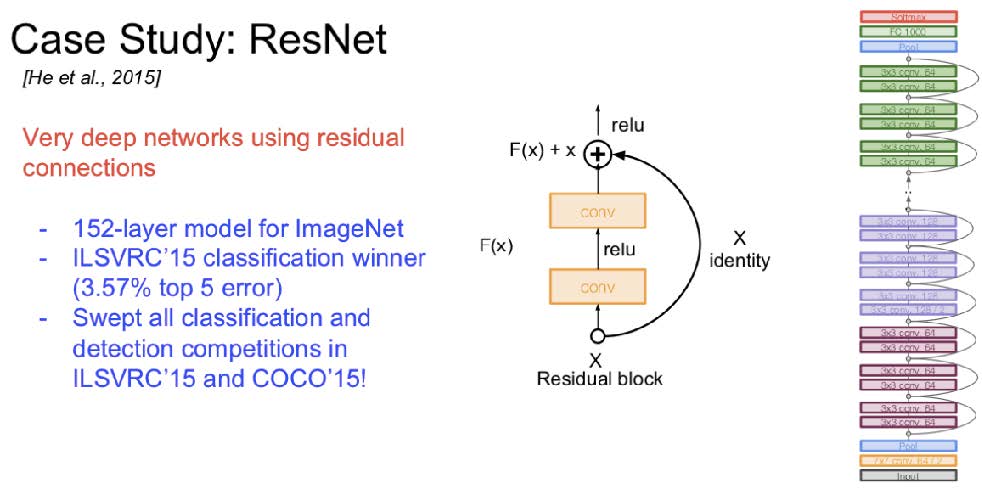 Case Study: ResNet
[He et al., 2015]
Very deep networks using residual
connections
- 152-layer model for ImageNet
- ILSVRC'15 classification winner
(3.57% top 5 error)
- Swept all classification and
detection competitions in
ILSVRC'15 and COCO'15!
relu
F(x) + x
conv
F(x)
relu
X
identity
conv
X
Residual block
Softmax
FC 1000
Pool
3x3 conv, 64
3x3 conv, 64
3x3 conv, 64
3x3 conv, 64
3x3 conv, 64
3x3 conv, 64
...
3x3 conv, 128
3x3 conv, 128
3x3 conv, 128
3x3 conv, 128
3x3 conv, 128
3x3 conv, 128 / 2
3x3 conv, 64
3x3 conv, 64
3x3 conv, 64
3x3 conv, 64
3x3 conv, 64
3x3 conv, 64
Pool
7x7 conv, 64 / 2
Input